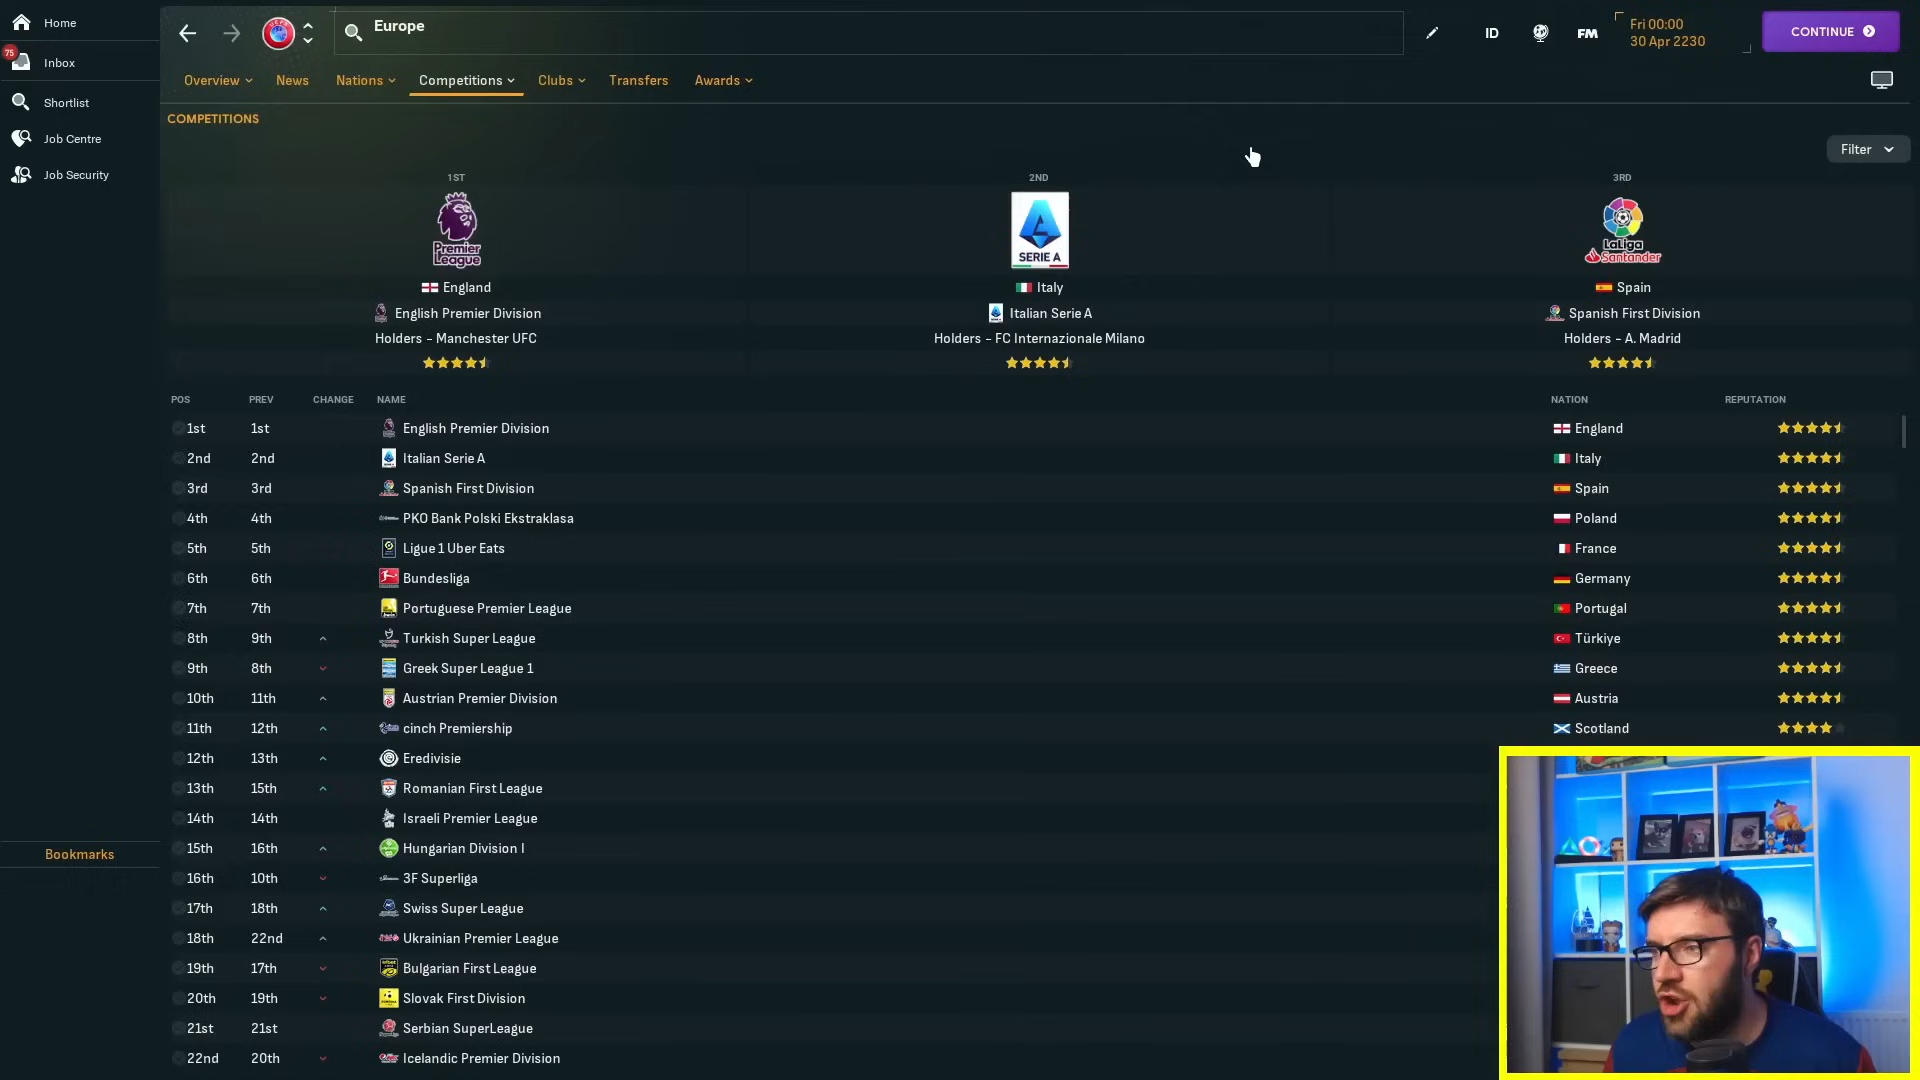 Home
75
Inbox
Shortlist
Job Centre
Job Security
Bookmarks
Europe
ID
FM
Fri 00:00
30 Apr 2230
CONTINUE
Overview
News
Nations
Competitions
Clubs
Transfers
Awards
COMPETITIONS
Filter
1ST
Premier League
England
English Premier Division
Holders - Manchester UFC
2ND
SERIE A
Italy
Italian Serie A
Holders - FC Internazionale Milano
3RD
LaLiga
Santander
Spain
Spanish First Division
Holders - A. Madrid
POS PREV CHANGE NAME NATION REPUTATION
1st 1st English Premier Division England
2nd 2nd Italian Serie A Italy
3rd 3rd Spanish First Division Spain
4th 4th PKO Bank Polski Ekstraklasa Poland
5th 5th Ligue 1 Uber Eats France
6th 6th Bundesliga Germany
7th 7th Portuguese Premier League Portugal
8th 9th Turkish Super League Türkiye
9th 8th Greek Super League 1 Greece
10th 11th Austrian Premier Division Austria
11th 12th cinch Premiership Scotland
12th 13th Eredivisie
13th 15th Romanian First League
14th 14th Israeli Premier League
15th 16th Hungarian Division I
16th 10th 3F Superliga
17th 18th Swiss Super League
18th 22nd Ukrainian Premier League
19th 17th Bulgarian First League
20th 19th Slovak First Division
21st 21st Serbian SuperLeague
22nd 20th Icelandic Premier Division